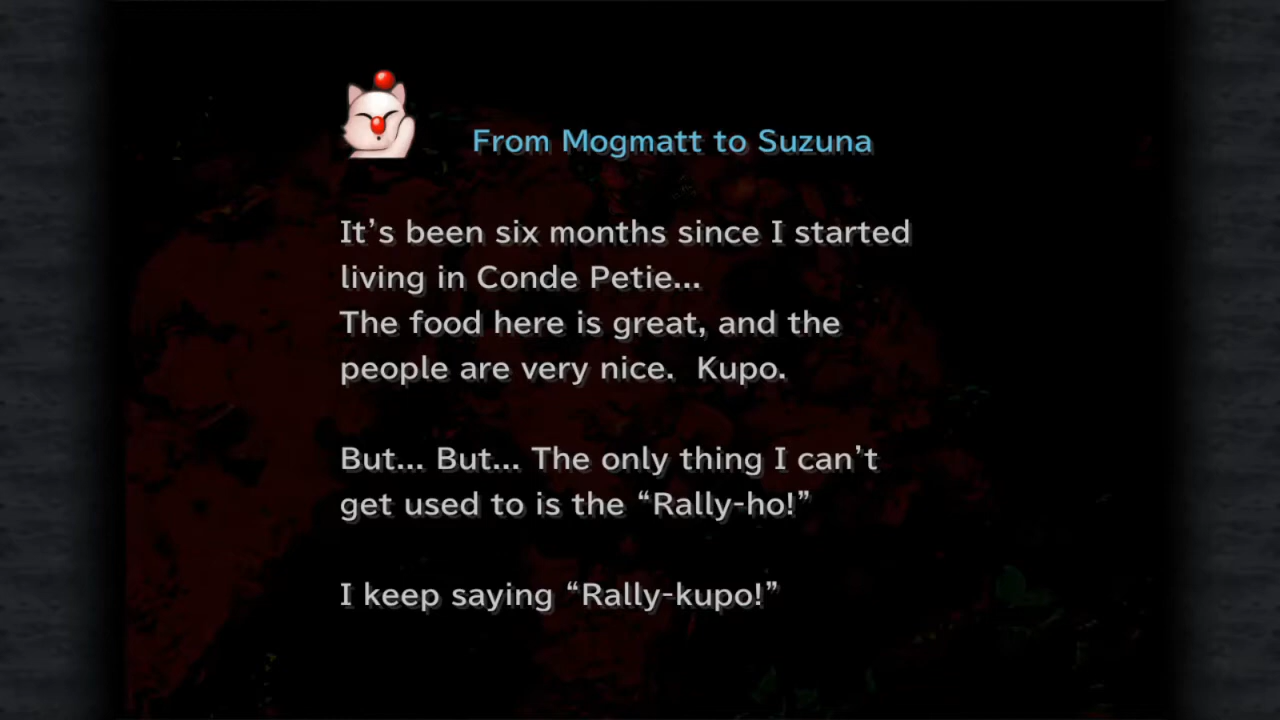 From Mogmatt to Suzuna
It’s been six months since I started
living in Conde Petie...
The food here is great, and the
people are very nice.  Kupo.
But... But... The only thing I can’t
get used to is the “Rally-ho!”
I keep saying “Rally-kupo!”